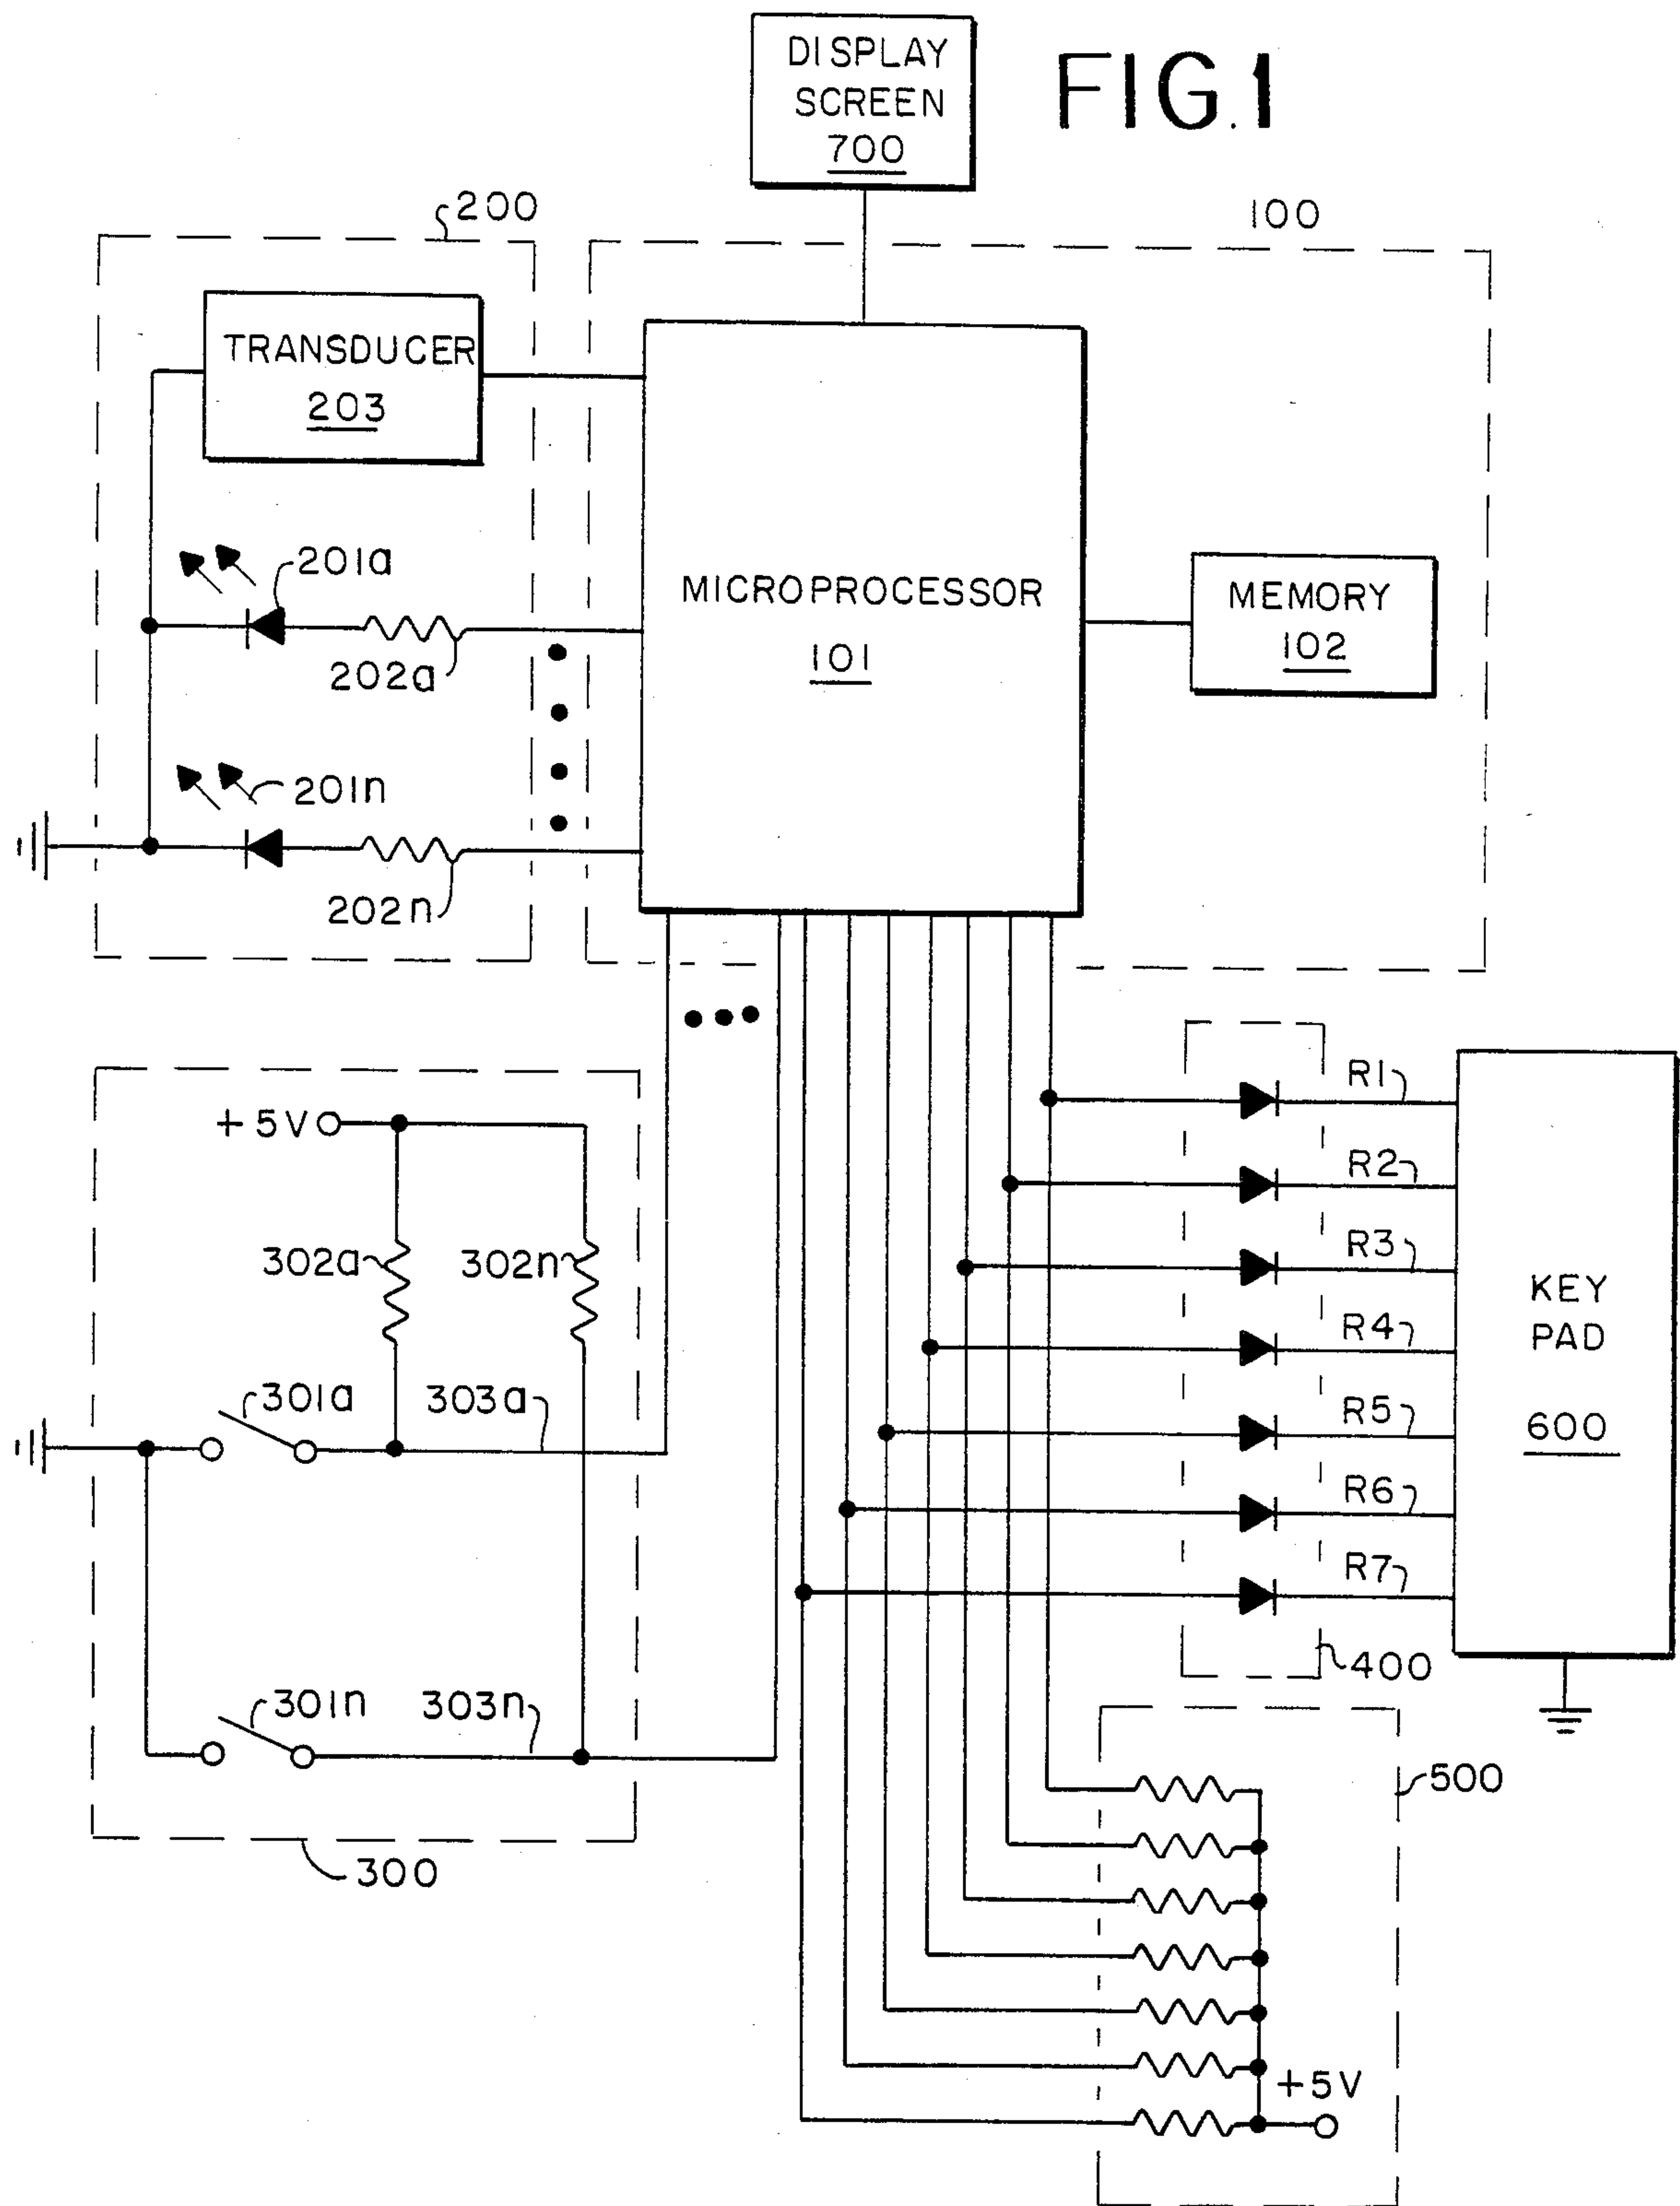 DISPLAY
SCREEN
700
FIG.1
200
100
TRANSDUCER
203
201a
202a
MICROPROCESSOR
101
MEMORY
102
201n
202n
+5V
302a
302n
301a
303a
301n
303n
300
R1
R2
R3
R4
R5
R6
R7
KEY
PAD
600
400
500
+5V